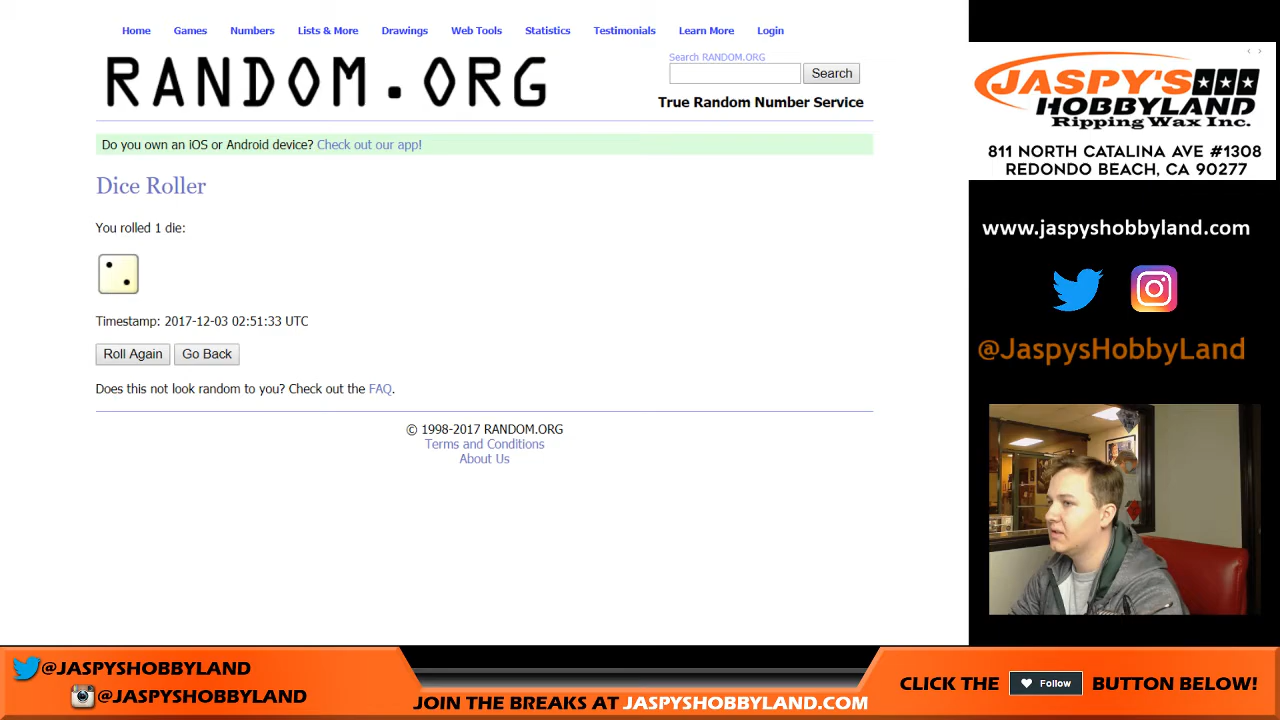 Home Games Numbers Lists & More Drawings Web Tools Statistics Testimonials Learn More Login
RANDOM.ORG
Search RANDOM.ORG
Search
True Random Number Service
Do you own an iOS or Android device? Check out our app!
Dice Roller
You rolled 1 die:
Timestamp: 2017-12-03 02:51:33 UTC
Roll Again Go Back
Does this not look random to you? Check out the FAQ.
© 1998-2017 RANDOM.ORG
Terms and Conditions
About Us
JASPY'S
HOBBYLAND
Ripping Wax Inc.
811 NORTH CATALINA AVE #1308
REDONDO BEACH, CA 90277
www.jaspyshobbyland.com
@JaspysHobbyLand
@JASPYSHOBBYLAND
@JASPYSHOBBYLAND
JOIN THE BREAKS AT JASPYSHOBBYLAND.COM
CLICK THE Follow BUTTON BELOW!